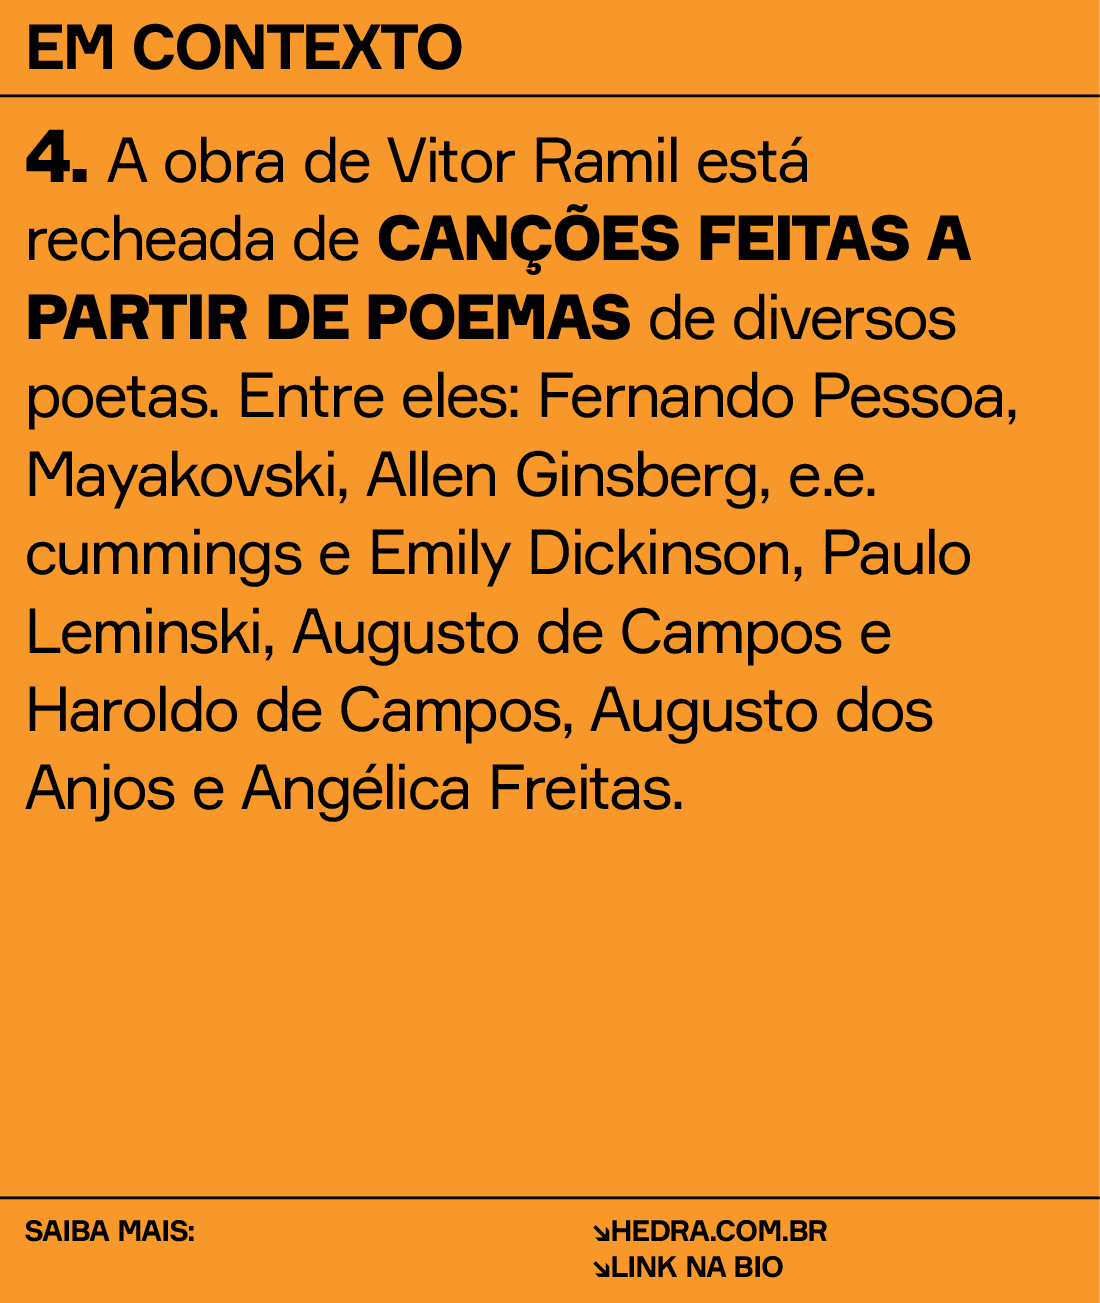 EM CONTEXTO
4. A obra de Vitor Ramil está
recheada de CANÇÕES FEITAS A
PARTIR DE POEMAS de diversos
poetas. Entre eles: Fernando Pessoa,
Mayakovski, Allen Ginsberg, e.e.
cummings e Emily Dickinson, Paulo
Leminski, Augusto de Campos e
Haroldo de Campos, Augusto dos
Anjos e Angélica Freitas.
SAIBA MAIS:
↘HEDRA.COM.BR
↘LINK NA BIO